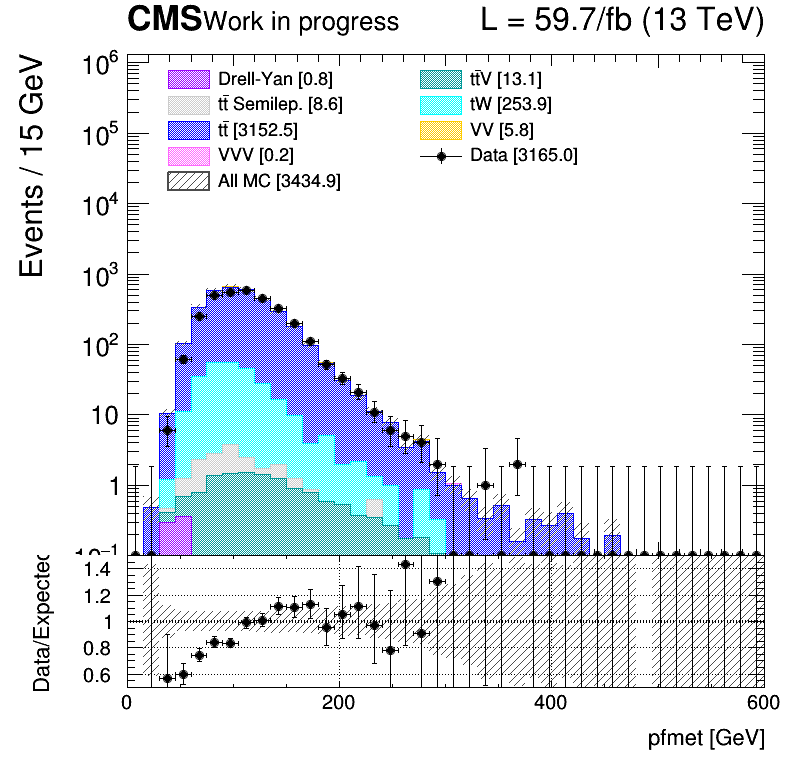 CMS Work in progress L = 59.7/fb (13 TeV)
Events / 15 GeV
10⁶
10⁵
10⁴
10³
10²
10
1
10⁻¹
Drell-Yan [0.8]
tt̄ Semilep. [8.6]
tt̄ [3152.5]
VVV [0.2]
All MC [3434.9]
tt̄V [13.1]
tW [253.9]
VV [5.8]
Data [3165.0]
Data/Expected
1.4
1.2
1
0.8
0.6
0 200 400 600
pfmet [GeV]